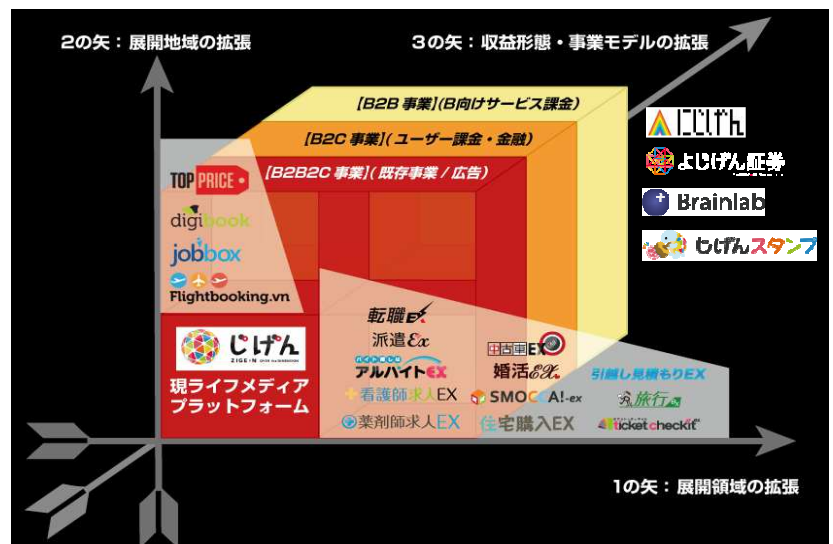 2の矢：展開地域の拡張
3の矢：収益形態・事業モデルの拡張
【B2B 事業】(B向けサービス課金)
【B2C 事業】(ユーザー課金・金融)
【B2B2C 事業】(既存事業 / 広告)
TOP PRICE
digibook
jobbox
Flightbooking.vn
にじげん
よじげん証券
Brainlab
じげんスタンプ
じげん
ZIGExN
現ライフメディア
プラットフォーム
転職EX
派遣Ex
アルバイトEX
看護師求人EX
薬剤師求人EX
中古車EX
婚活EX
SMOCCA!-ex
住宅購入EX
引越し見積もりEX
旅行
ticket checkit
1の矢：展開領域の拡張